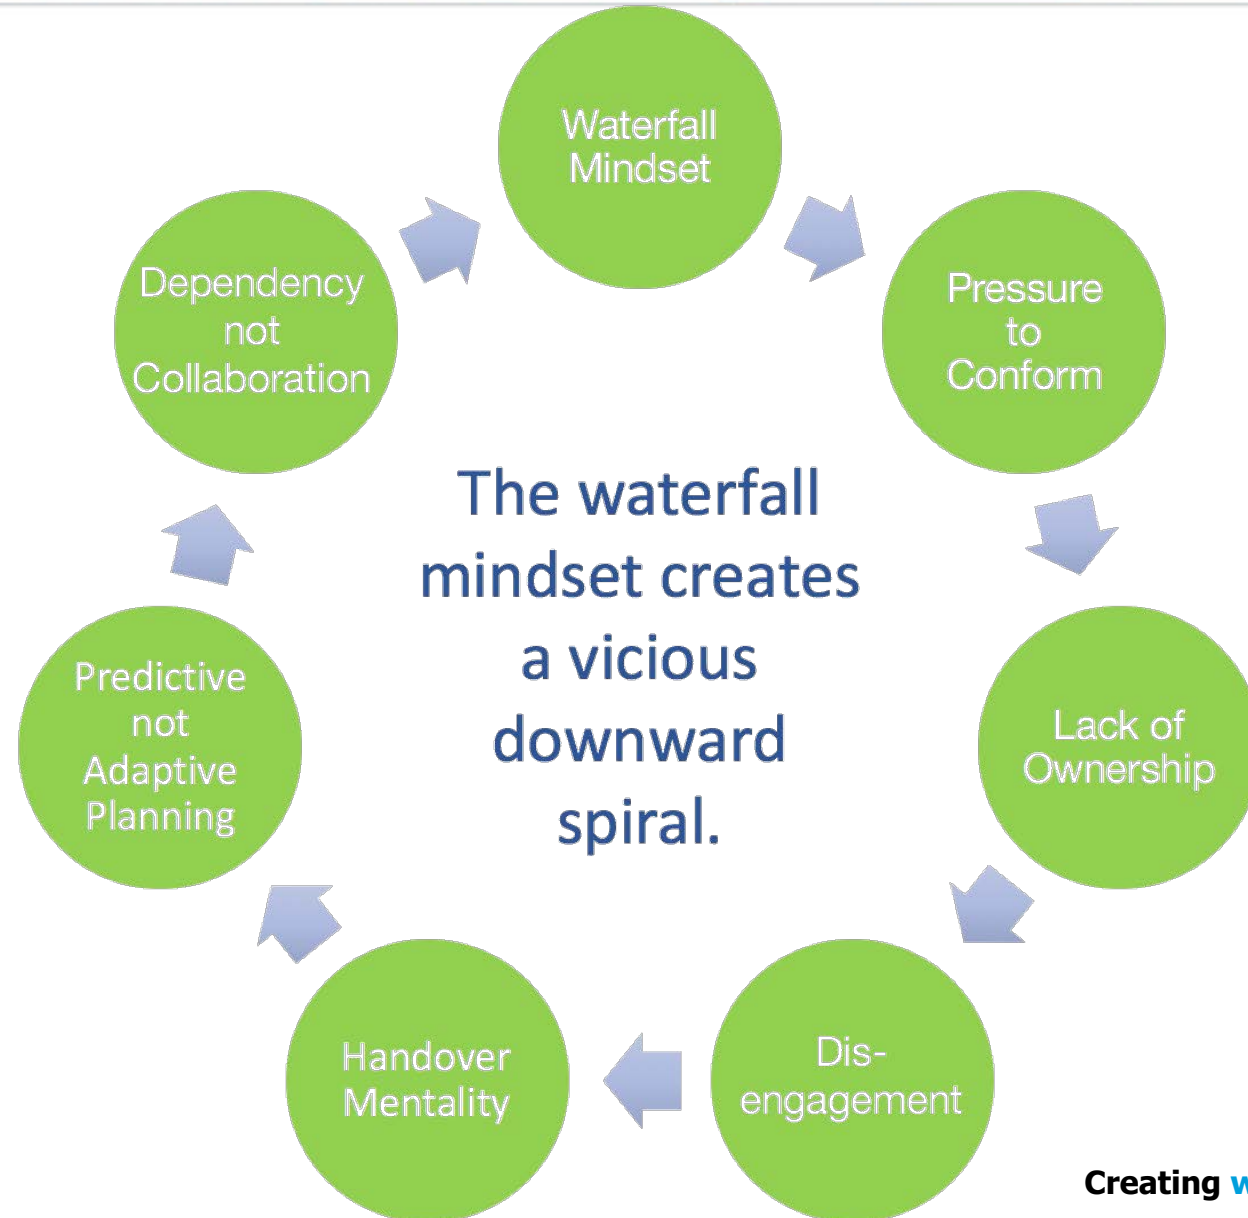 Waterfall
Mindset
Pressure
to
Conform
Lack of
Ownership
Dis-
engagement
Handover
Mentality
Predictive
not
Adaptive
Planning
Dependency
not
Collaboration
The waterfall
mindset creates
a vicious
downward
spiral.
Creating